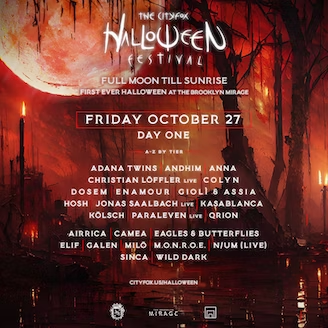 THE CITYFOX
HALLOWEEN
FESTIVAL
FULL MOON TILL SUNRISE
FIRST EVER HALLOWEEN AT THE BROOKLYN MIRAGE
FRIDAY OCTOBER 27
DAY ONE
A-Z BY TIER
ADANA TWINS ANDHIM ANNA
CHRISTIAN LÖFFLER LIVE COLYN
DOSEM ENAMOUR GIOLÌ & ASSIA
HOSH JONAS SAALBACH LIVE KASABLANCA
KÖLSCH PARALEVEN LIVE QRION
AIRRICA CAMEA EAGLES & BUTTERFLIES
ELIF GALEN MILÒ M.O.N.R.O.E. N/UM (LIVE)
SINCA WILD DARK
CITYFOX.US/HALLOWEEN
MIRAGE